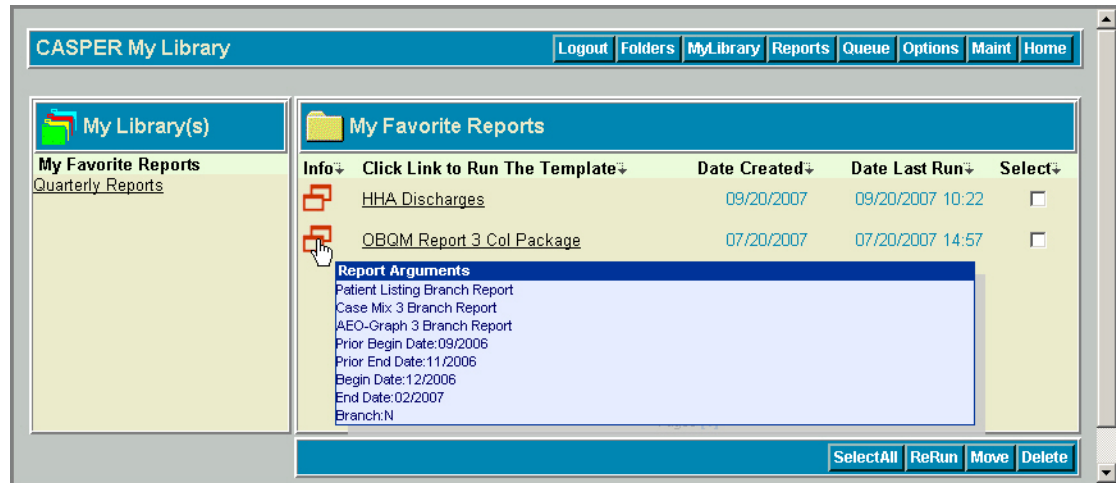 CASPER My Library
Logout Folders MyLibrary Reports Queue Options Maint Home
My Library(s)
My Favorite Reports
Quarterly Reports
My Favorite Reports
Info Click Link to Run The Template Date Created Date Last Run Select
HHA Discharges 09/20/2007 09/20/2007 10:22
OBQM Report 3 Col Package 07/20/2007 07/20/2007 14:57
Report Arguments
Patient Listing Branch Report
Case Mix 3 Branch Report
AEO-Graph 3 Branch Report
Prior Begin Date:09/2006
Prior End Date:11/2006
Begin Date:12/2006
End Date:02/2007
Branch:N
SelectAll ReRun Move Delete